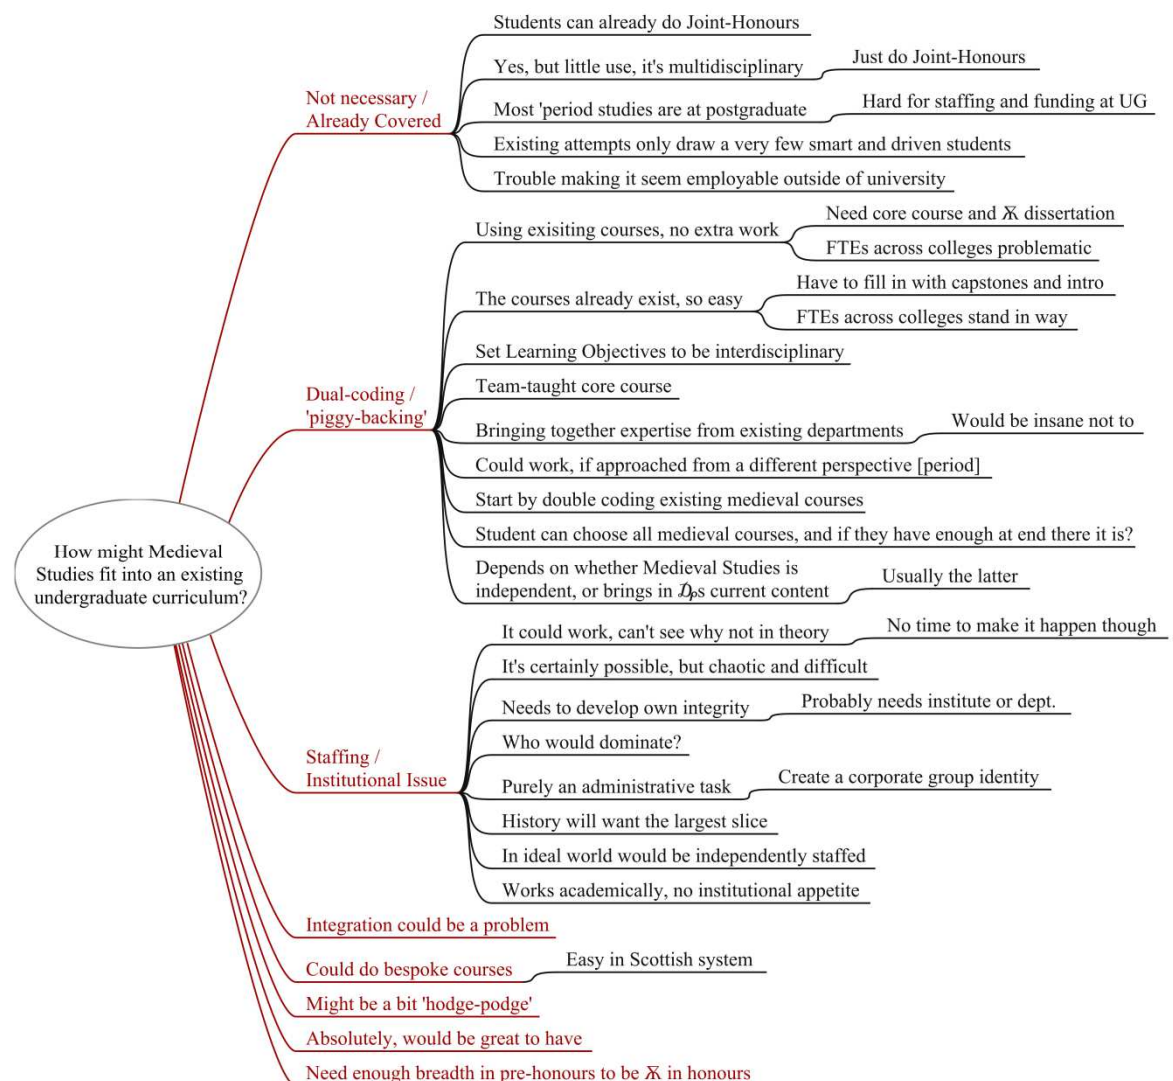 Students can already do Joint-Honours
Yes, but little use, it's multidisciplinary
Just do Joint-Honours
Not necessary /
Already Covered
Most 'period studies are at postgraduate
Hard for staffing and funding at UG
Existing attempts only draw a very few smart and driven students
Trouble making it seem employable outside of university
Using exisiting courses, no extra work
Need core course and dissertation
FTEs across colleges problematic
The courses already exist, so easy
Have to fill in with capstones and intro
FTEs across colleges stand in way
Set Learning Objectives to be interdisciplinary
Dual-coding /
'piggy-backing'
Team-taught core course
Bringing together expertise from existing departments
Would be insane not to
Could work, if approached from a different perspective [period]
Start by double coding existing medieval courses
Student can choose all medieval courses, and if they have enough at end there it is?
Depends on whether Medieval Studies is
independent, or brings in current content
Usually the latter
How might Medieval
Studies fit into an existing
undergraduate curriculum?
It could work, can't see why not in theory
No time to make it happen though
It's certainly possible, but chaotic and difficult
Needs to develop own integrity
Probably needs institute or dept.
Who would dominate?
Staffing /
Institutional Issue
Purely an administrative task
Create a corporate group identity
History will want the largest slice
In ideal world would be independently staffed
Works academically, no institutional appetite
Integration could be a problem
Could do bespoke courses
Easy in Scottish system
Might be a bit 'hodge-podge'
Absolutely, would be great to have
Need enough breadth in pre-honours to be in honours